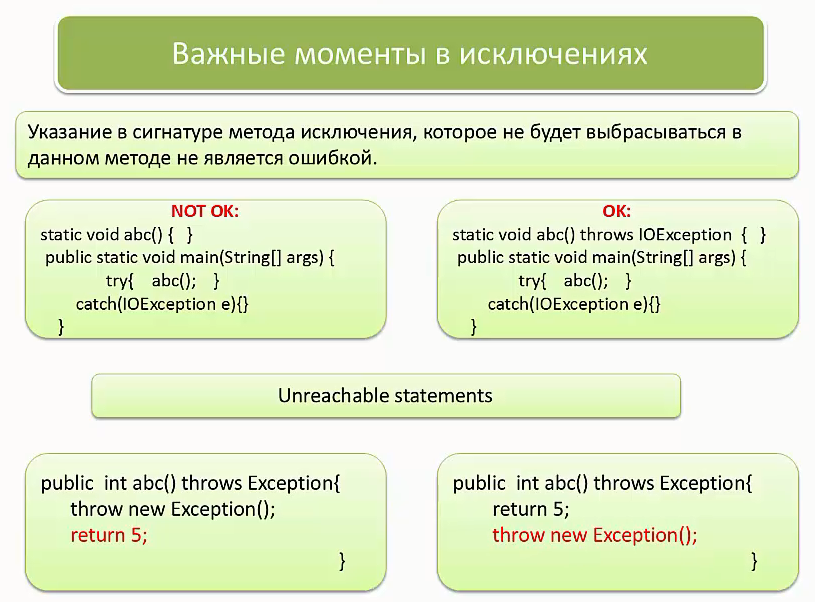 Важные моменты в исключениях
Указание в сигнатуре метода исключения, которое не будет выбрасываться в
данном методе не является ошибкой.
NOT OK:
static void abc() {   }
public static void main(String[] args) {
try{    abc();    }
catch(IOException e){}
}
OK:
static void abc() throws IOException  {   }
public static void main(String[] args) {
try{    abc();    }
catch(IOException e){}
}
Unreachable statements
public  int abc() throws Exception{
throw new Exception();
return 5;
}
public  int abc() throws Exception{
return 5;
throw new Exception();
}